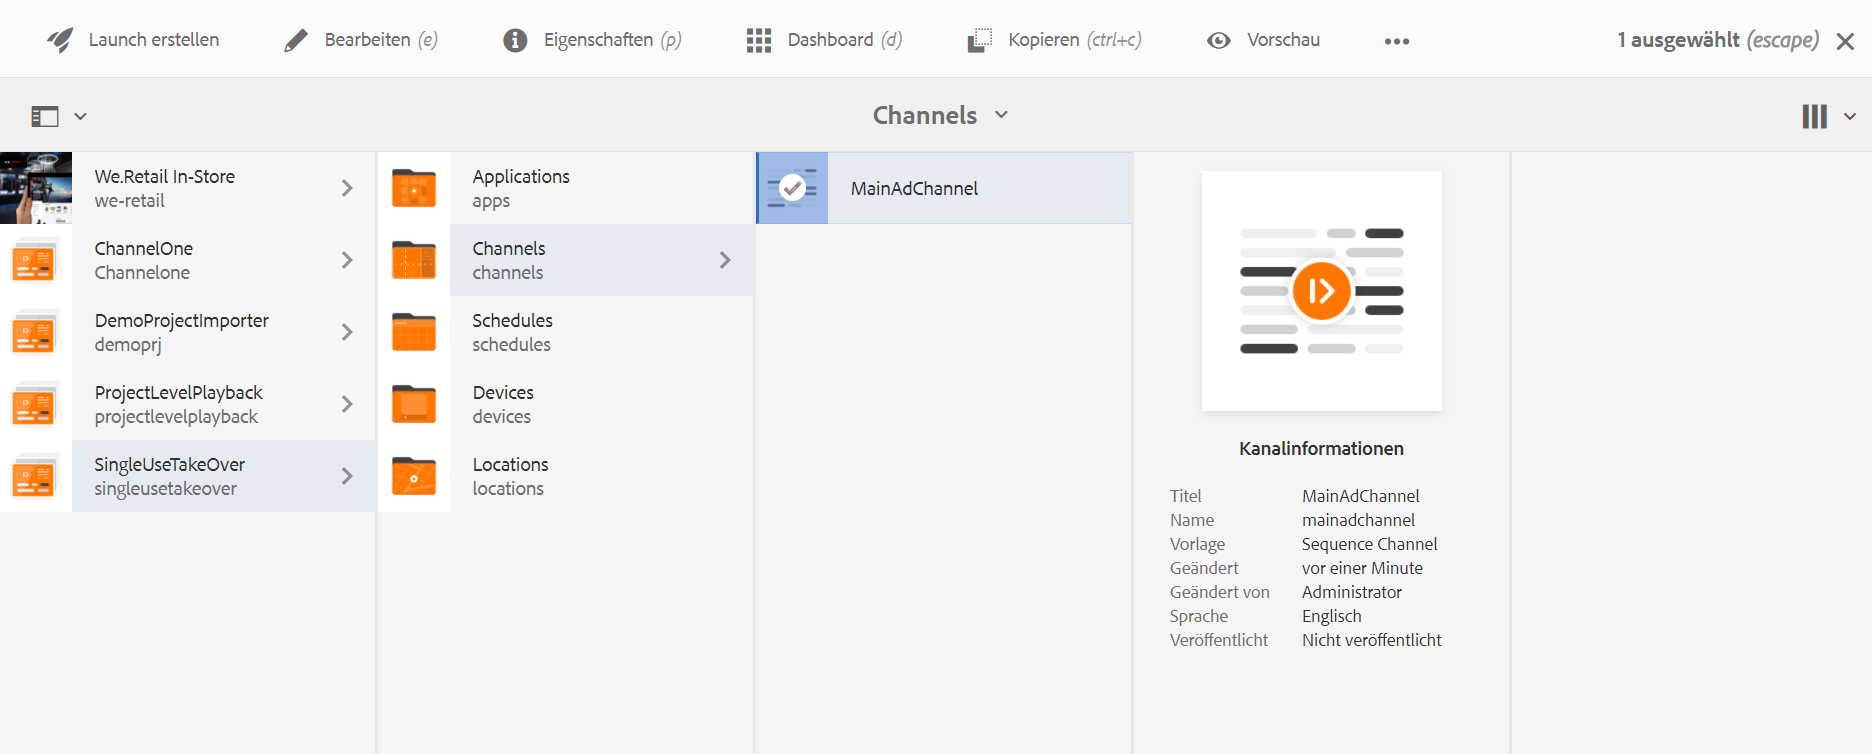 Launch erstellen
Bearbeiten (e)
Eigenschaften (p)
Dashboard (d)
Kopieren (ctrl+c)
Vorschau
1 ausgewählt (escape)
Channels
We.Retail In-Store
we-retail
ChannelOne
Channelone
DemoProjectImporter
demoprj
ProjectLevelPlayback
projectlevelplayback
SingleUseTakeOver
singleusetakeover
Applications
apps
Channels
channels
Schedules
schedules
Devices
devices
Locations
locations
MainAdChannel
Kanalinformationen
Titel MainAdChannel
Name mainadchannel
Vorlage Sequence Channel
Geändert vor einer Minute
Geändert von Administrator
Sprache Englisch
Veröffentlicht Nicht veröffentlicht